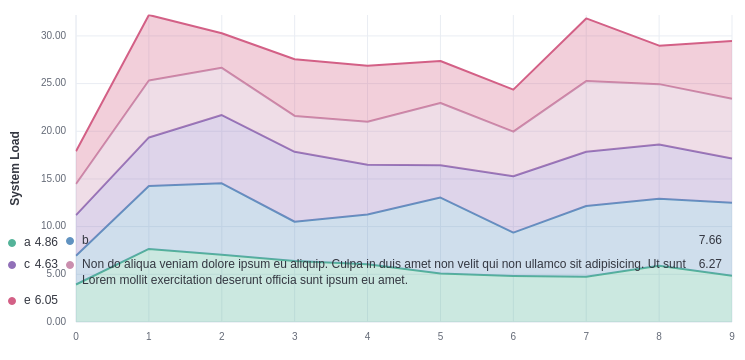 30.00
25.00
20.00
15.00
10.00
5.00
0.00
System Load
a 4.86
b 7.66
c 4.63
Non do aliqua veniam dolore ipsum eu aliquip. Culpa in duis amet non velit qui non ullamco sit adipisicing. Ut sunt 6.27
Lorem mollit exercitation deserunt officia sunt ipsum eu amet.
e 6.05
0 1 2 3 4 5 6 7 8 9